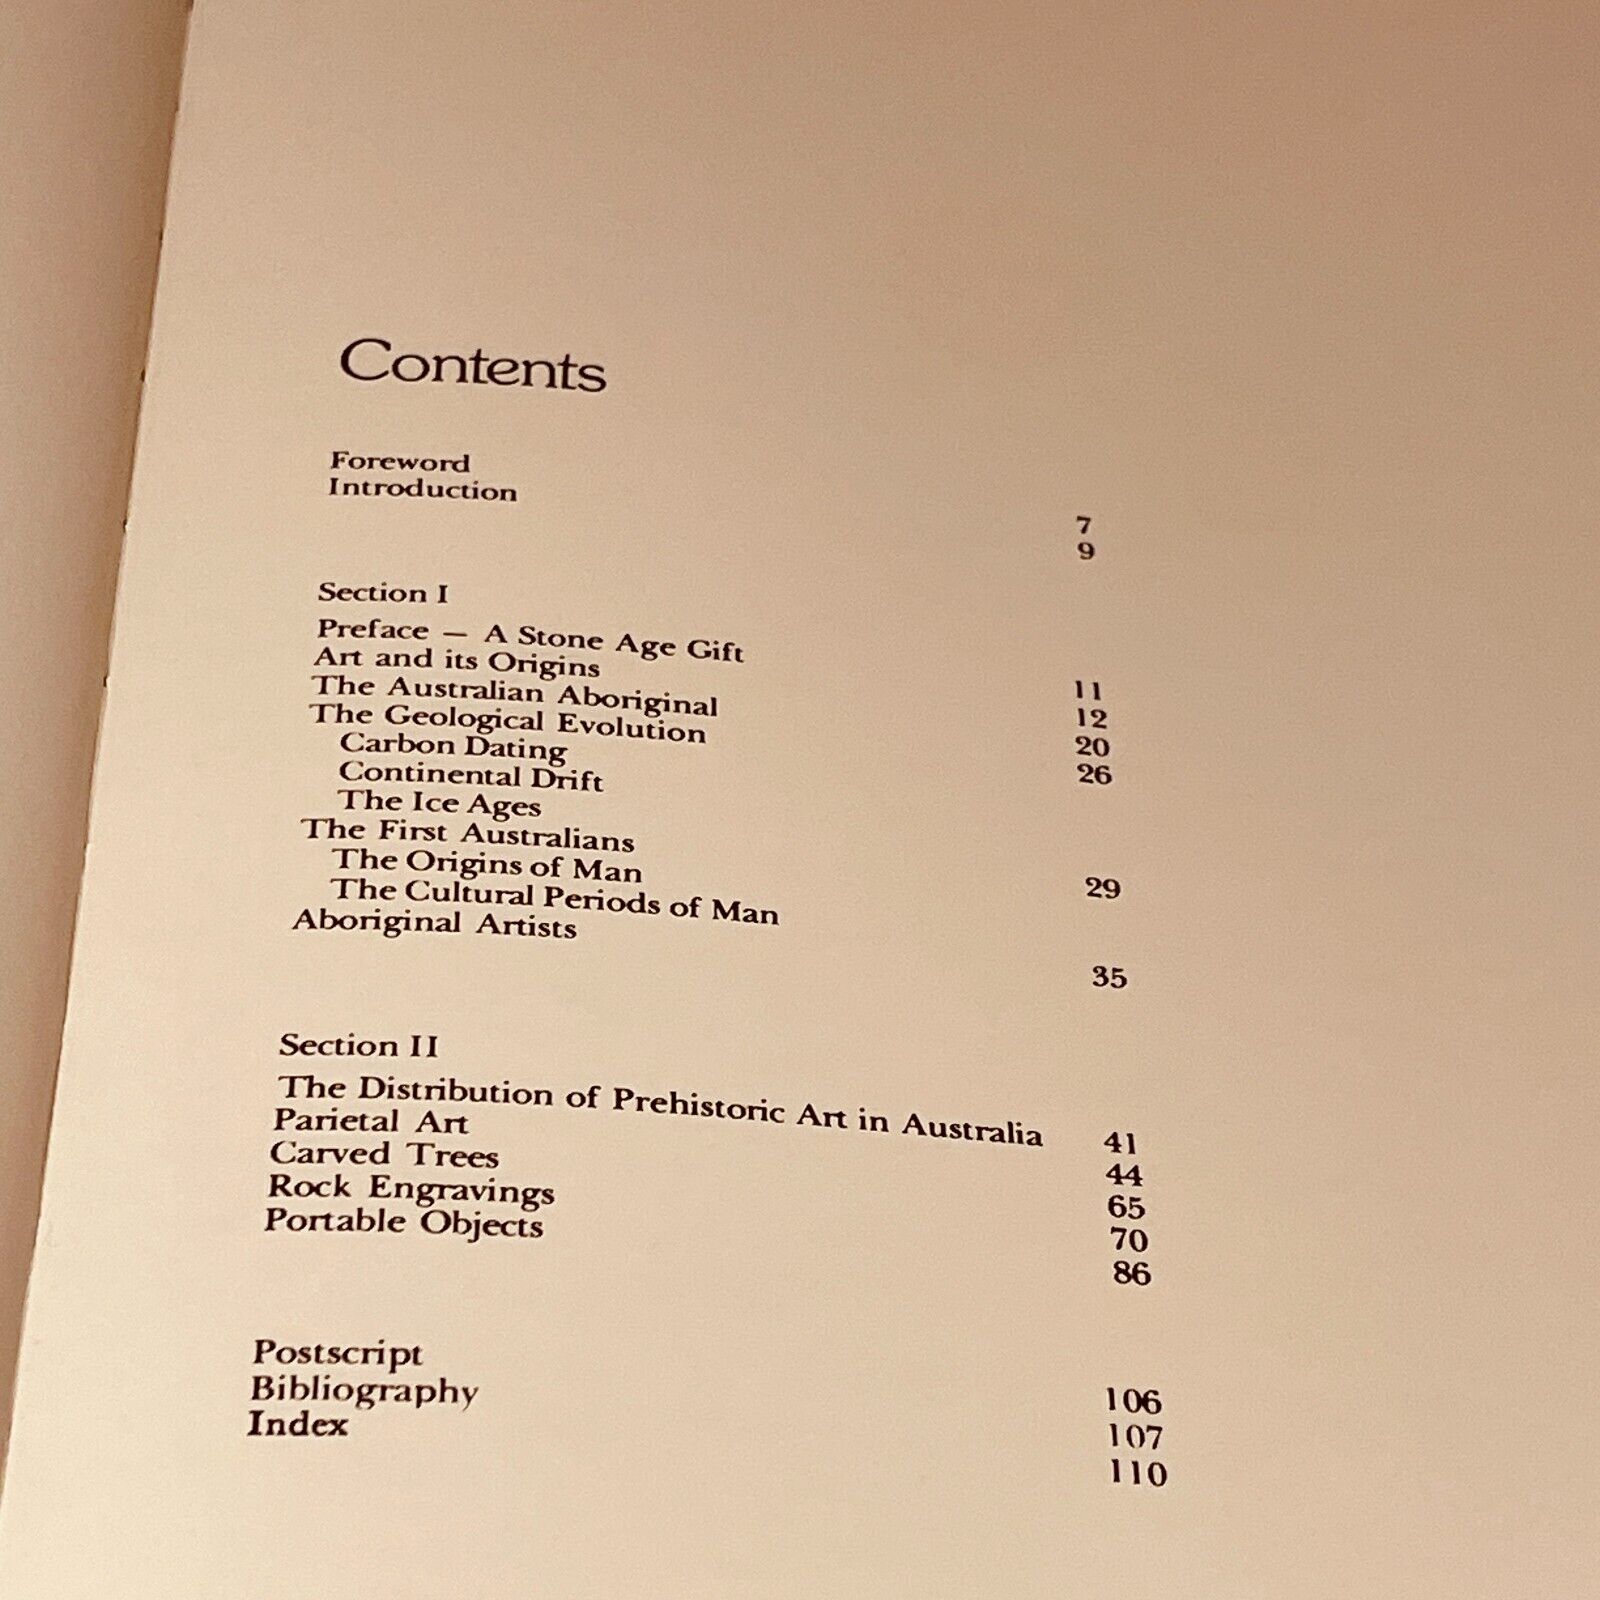 Contents
Foreword 7
Introduction 9
Section I
Preface — A Stone Age Gift 11
Art and its Origins 12
The Australian Aboriginal 20
The Geological Evolution 26
Carbon Dating
Continental Drift
The Ice Ages
The First Australians 29
The Origins of Man
The Cultural Periods of Man
Aboriginal Artists 35
Section II
The Distribution of Prehistoric Art in Australia 41
Parietal Art 44
Carved Trees 65
Rock Engravings 70
Portable Objects 86
Postscript 106
Bibliography 107
Index 110